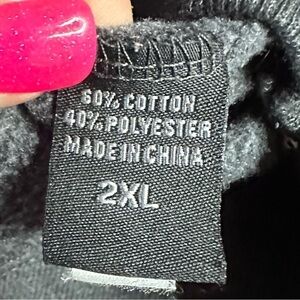 60% COTTON
40% POLYESTER
MADE IN CHINA
2XL